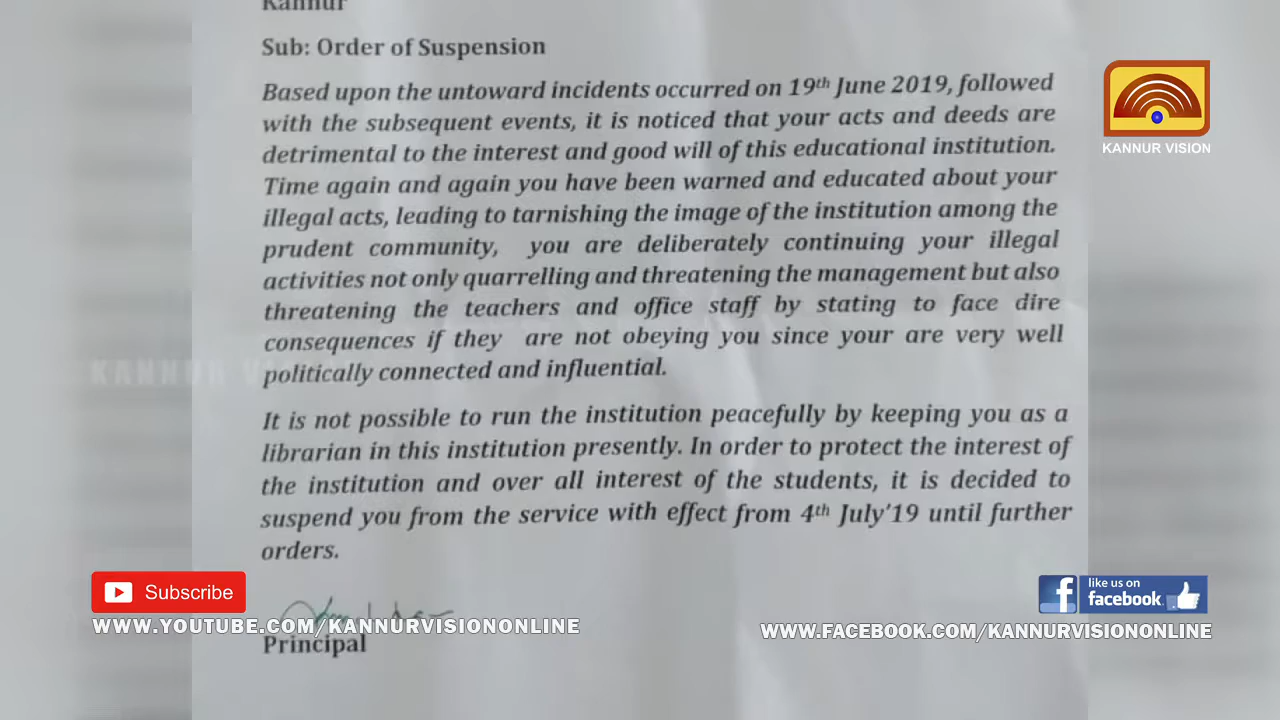 Kannur
Sub: Order of Suspension
Based upon the untoward incidents occurred on 19th June 2019, followed
with the subsequent events, it is noticed that your acts and deeds are
detrimental to the interest and good will of this educational institution.
Time again and again you have been warned and educated about your
illegal acts, leading to tarnishing the image of the institution among the
prudent community, you are deliberately continuing your illegal
activities not only quarrelling and threatening the management but also
threatening the teachers and office staff by stating to face dire
consequences if they are not obeying you since your are very well
politically connected and influential.
It is not possible to run the institution peacefully by keeping you as a
librarian in this institution presently. In order to protect the interest of
the institution and over all interest of the students, it is decided to
suspend you from the service with effect from 4th July'19 until further
orders.
Principal
KANNUR VISION
KANNUR V
Subscribe
WWW.YOUTUBE.COM/KANNURVISIONONLINE
like us on
facebook.
WWW.FACEBOOK.COM/KANNURVISIONONLINE